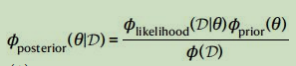 ϕ_posterior(θ|𝒟) = ϕ_likelihood(𝒟|θ)ϕ_prior(θ) / ϕ(𝒟)